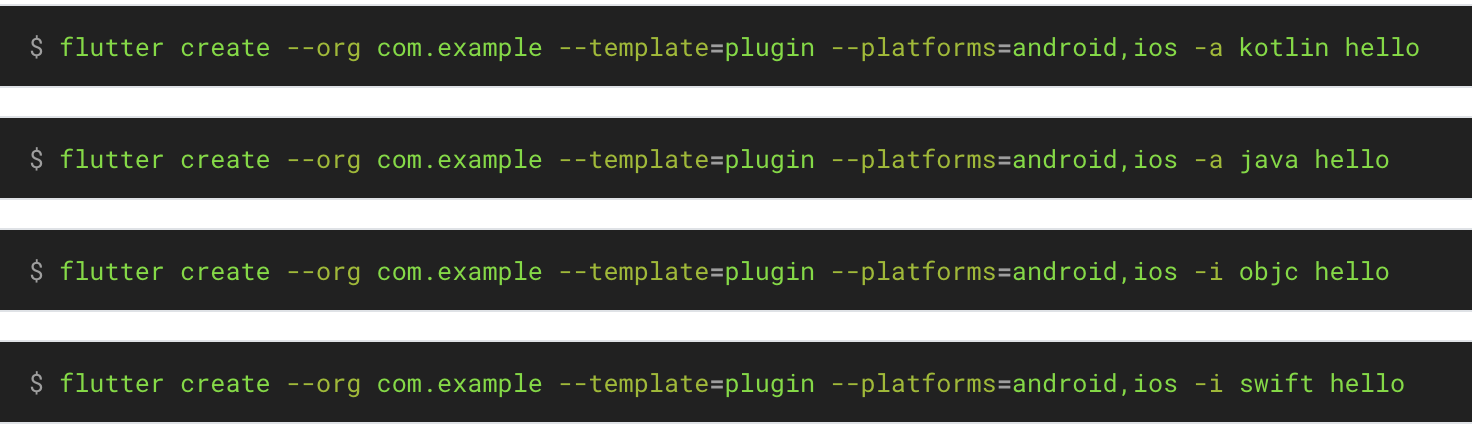 $ flutter create --org com.example --template=plugin --platforms=android,ios -a kotlin hello
$ flutter create --org com.example --template=plugin --platforms=android,ios -a java hello
$ flutter create --org com.example --template=plugin --platforms=android,ios -i objc hello
$ flutter create --org com.example --template=plugin --platforms=android,ios -i swift hello